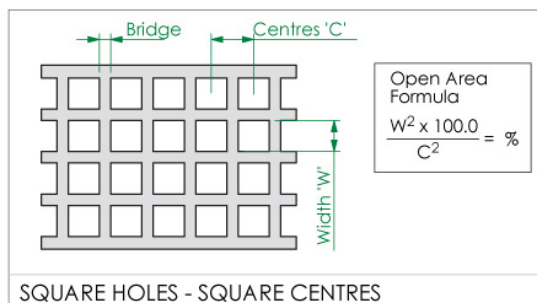 Bridge
Centres 'C'
Open Area
Formula
W² x 100.0
= %
C²
Width 'W'
SQUARE HOLES - SQUARE CENTRES